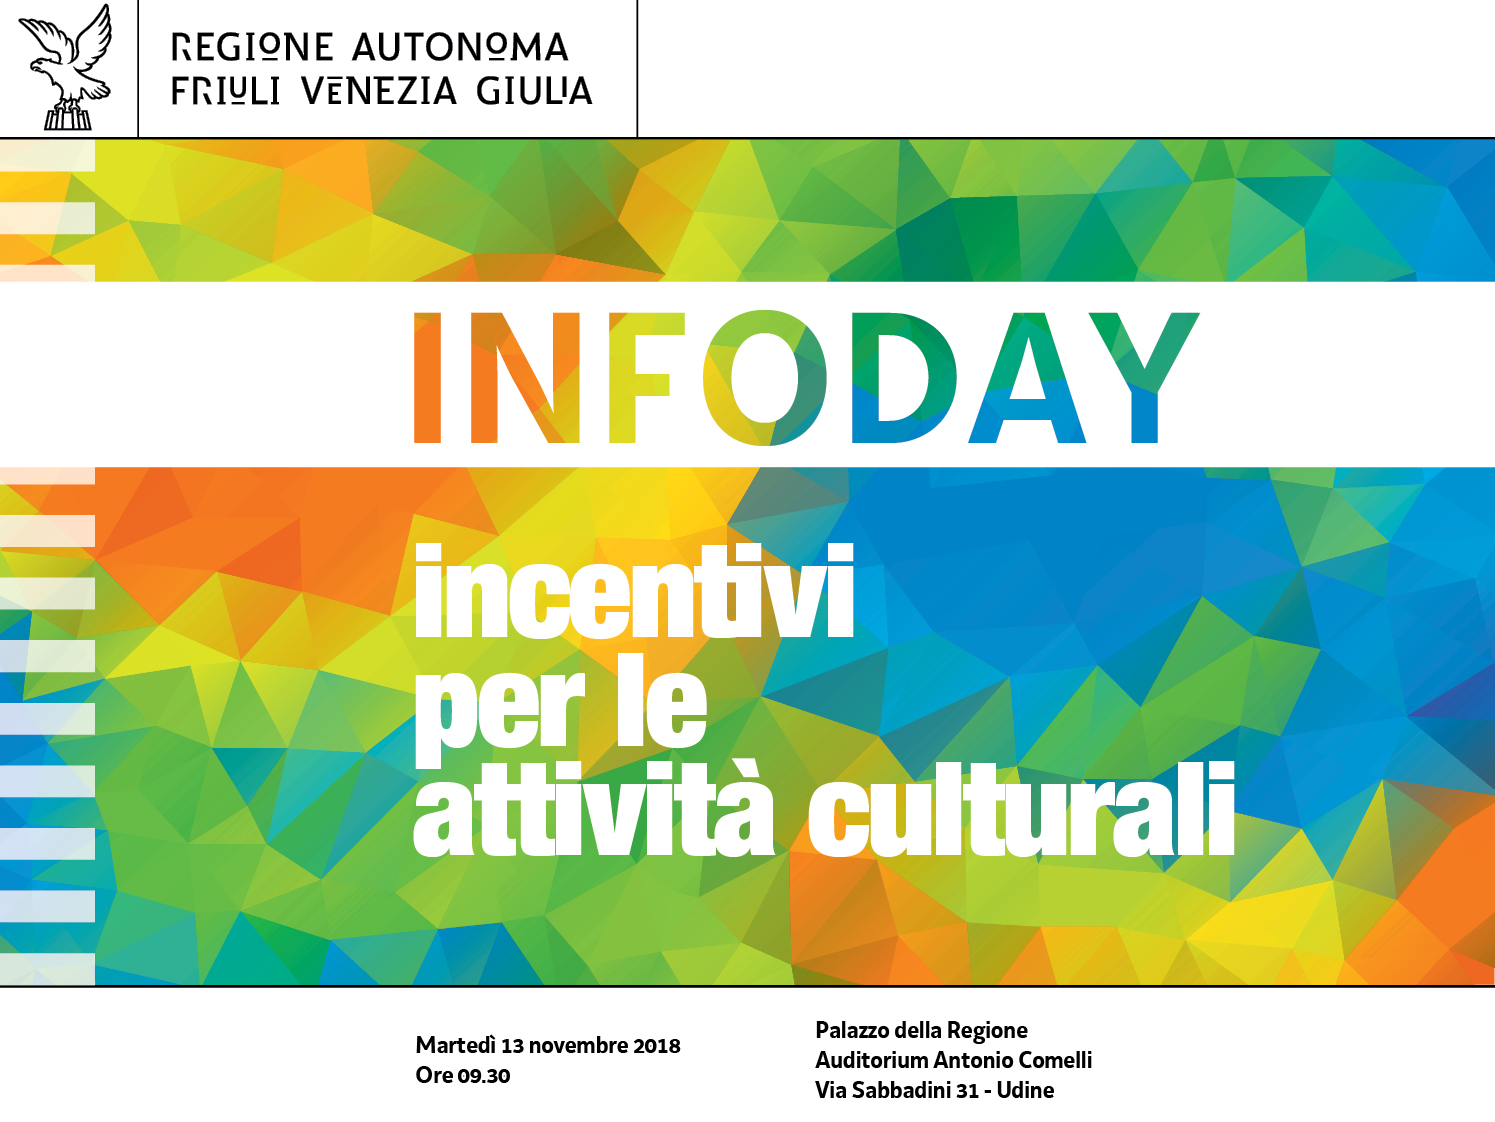 REGIONE AUTONOMA
FRIULI VENEZIA GIULIA
INFODAY
incentivi
per le
attività culturali
Martedì 13 novembre 2018
Ore 09.30
Palazzo della Regione
Auditorium Antonio Comelli
Via Sabbadini 31 - Udine